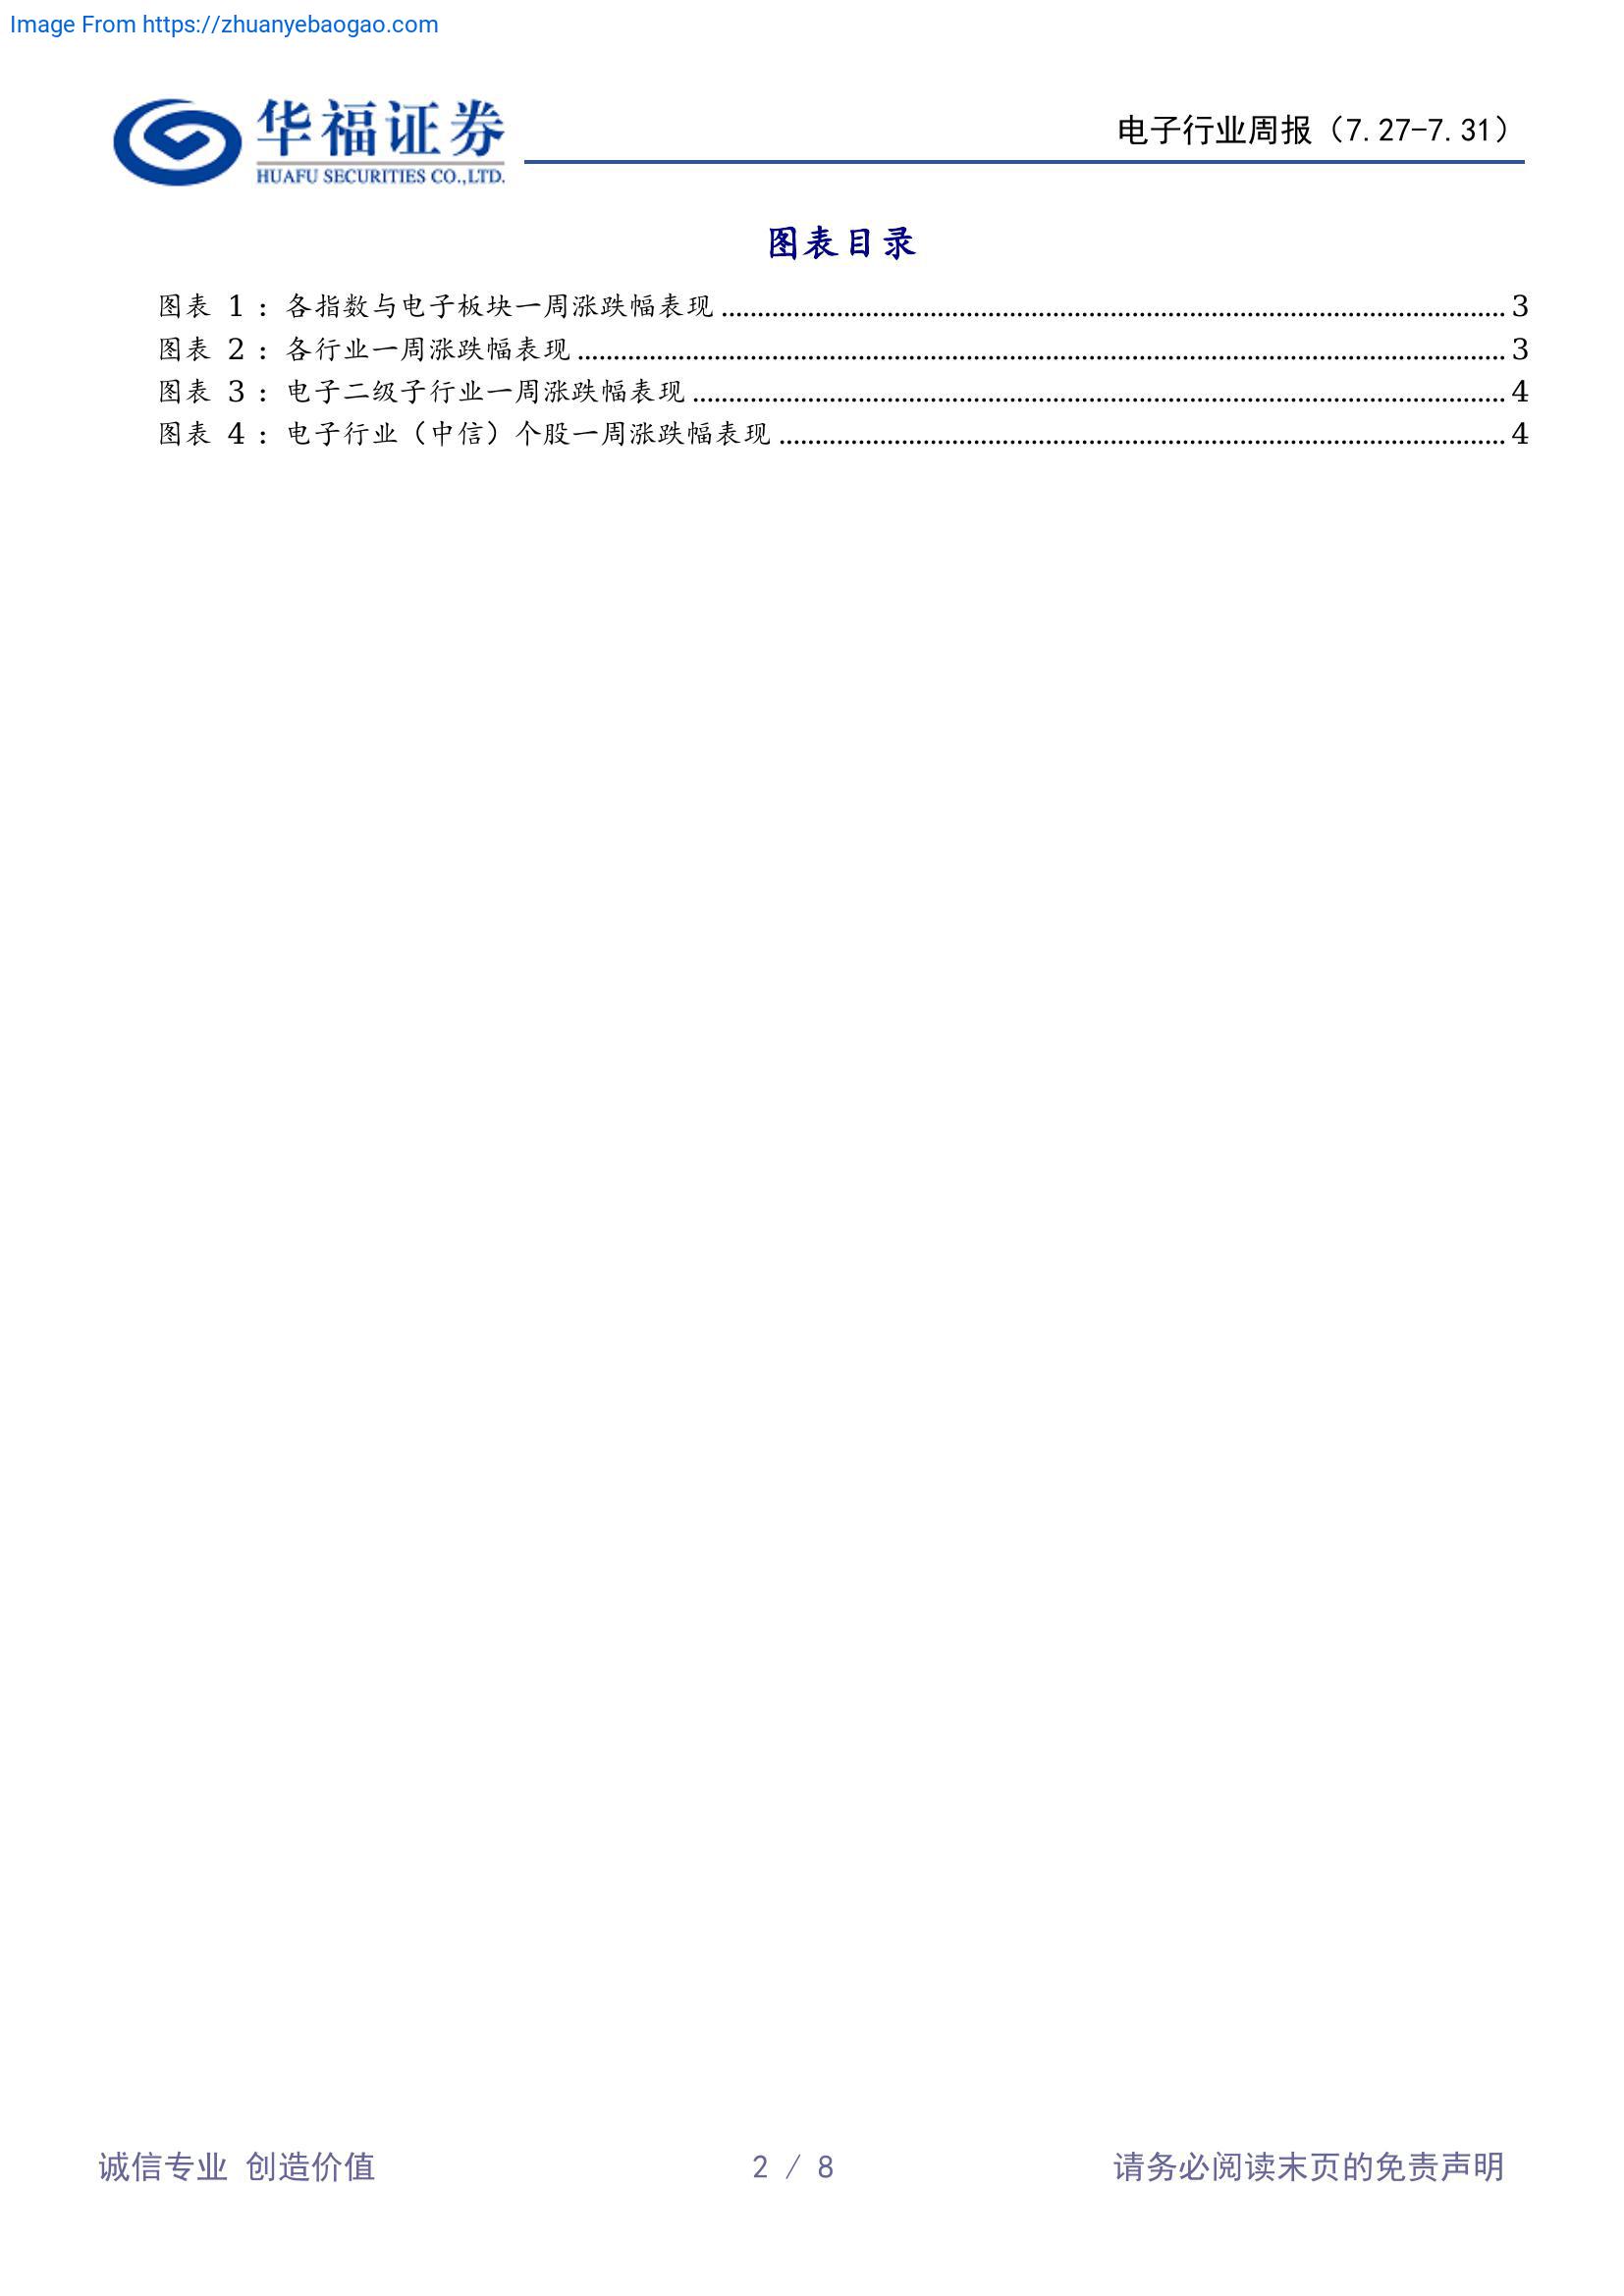 Image From https://zhuanyebaogao.com
华福证券
HUAFU SECURITIES CO.,LTD.
电子行业周报（7.27-7.31）
图表目录
图表 1 : 各指数与电子板块一周涨跌幅表现 3
图表 2 : 各行业一周涨跌幅表现 3
图表 3 : 电子二级子行业一周涨跌幅表现 4
图表 4 : 电子行业（中信）个股一周涨跌幅表现 4
诚信专业 创造价值 2 / 8 请务必阅读末页的免责声明